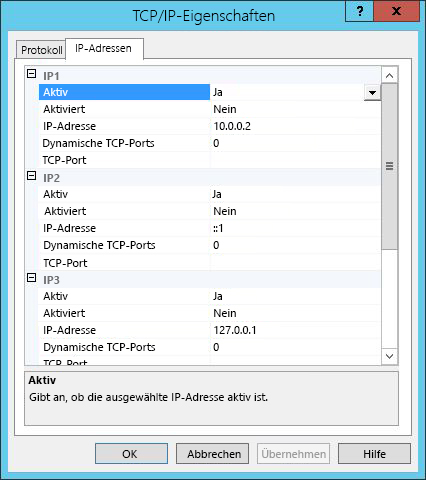 TCP/IP-Eigenschaften
?
Protokoll IP-Adressen
IP1
Aktiv Ja
Aktiviert Nein
IP-Adresse 10.0.0.2
Dynamische TCP-Ports 0
TCP-Port
IP2
Aktiv Ja
Aktiviert Nein
IP-Adresse ::1
Dynamische TCP-Ports 0
TCP-Port
IP3
Aktiv Ja
Aktiviert Nein
IP-Adresse 127.0.0.1
Dynamische TCP-Ports 0
TCP-Port
Aktiv
Gibt an, ob die ausgewählte IP-Adresse aktiv ist.
OK Abbrechen Übernehmen Hilfe